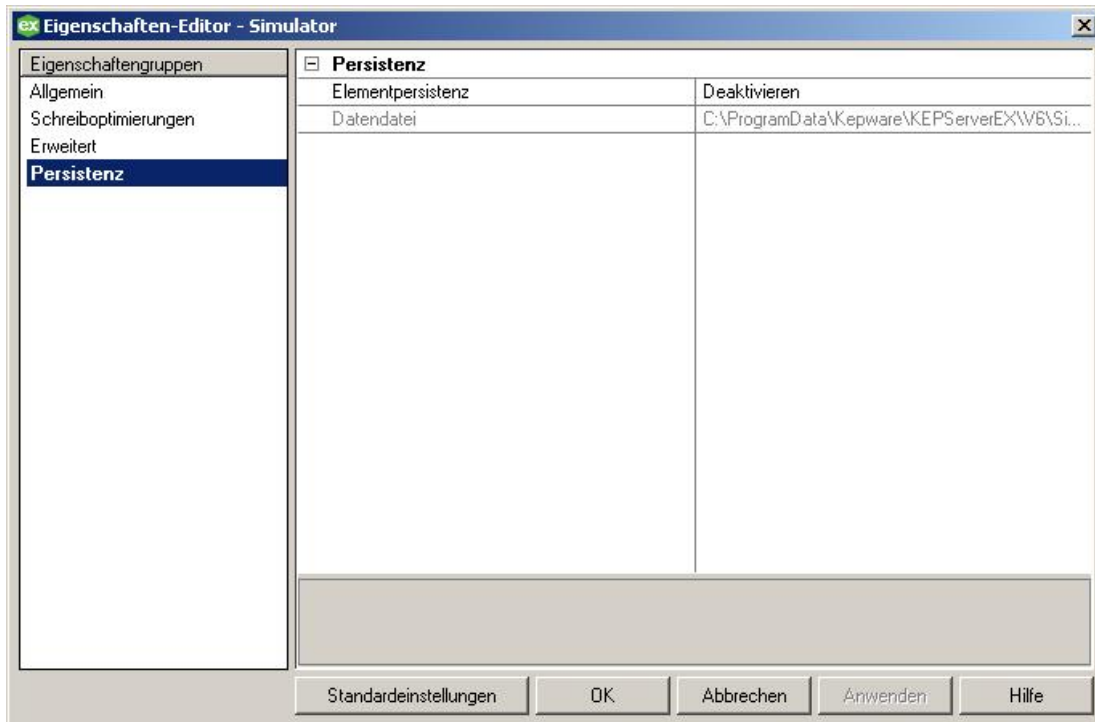 ex Eigenschaften-Editor - Simulator
Eigenschaftengruppen
Allgemein
Schreiboptimierungen
Erweitert
Persistenz
Persistenz
Elementpersistenz Deaktivieren
Datendatei C:\ProgramData\Kepware\KEPServerEX\V6\Si...
Standardeinstellungen OK Abbrechen Anwenden Hilfe